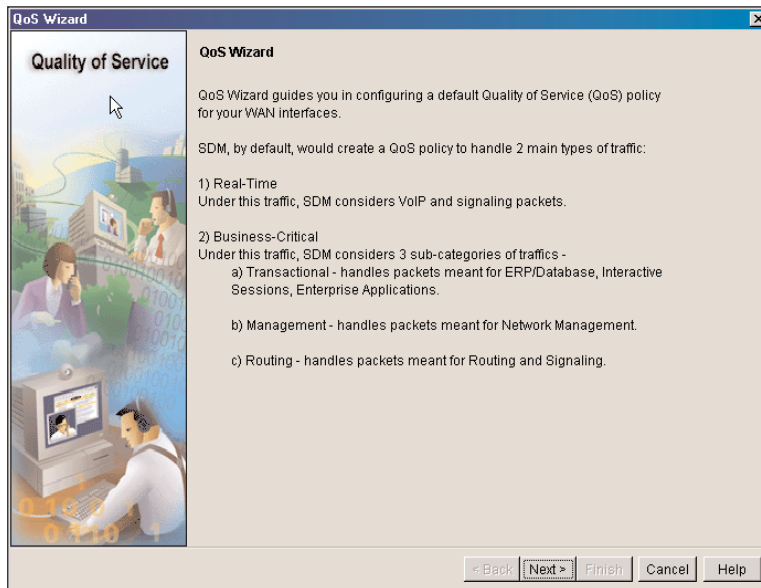 QoS Wizard
Quality of Service
QoS Wizard
QoS Wizard guides you in configuring a default Quality of Service (QoS) policy
for your WAN interfaces.
SDM, by default, would create a QoS policy to handle 2 main types of traffic:
1) Real-Time
Under this traffic, SDM considers VoIP and signaling packets.
2) Business-Critical
Under this traffic, SDM considers 3 sub-categories of traffics -
a) Transactional - handles packets meant for ERP/Database, Interactive
Sessions, Enterprise Applications.
b) Management - handles packets meant for Network Management.
c) Routing - handles packets meant for Routing and Signaling.
< Back Next > Finish Cancel Help